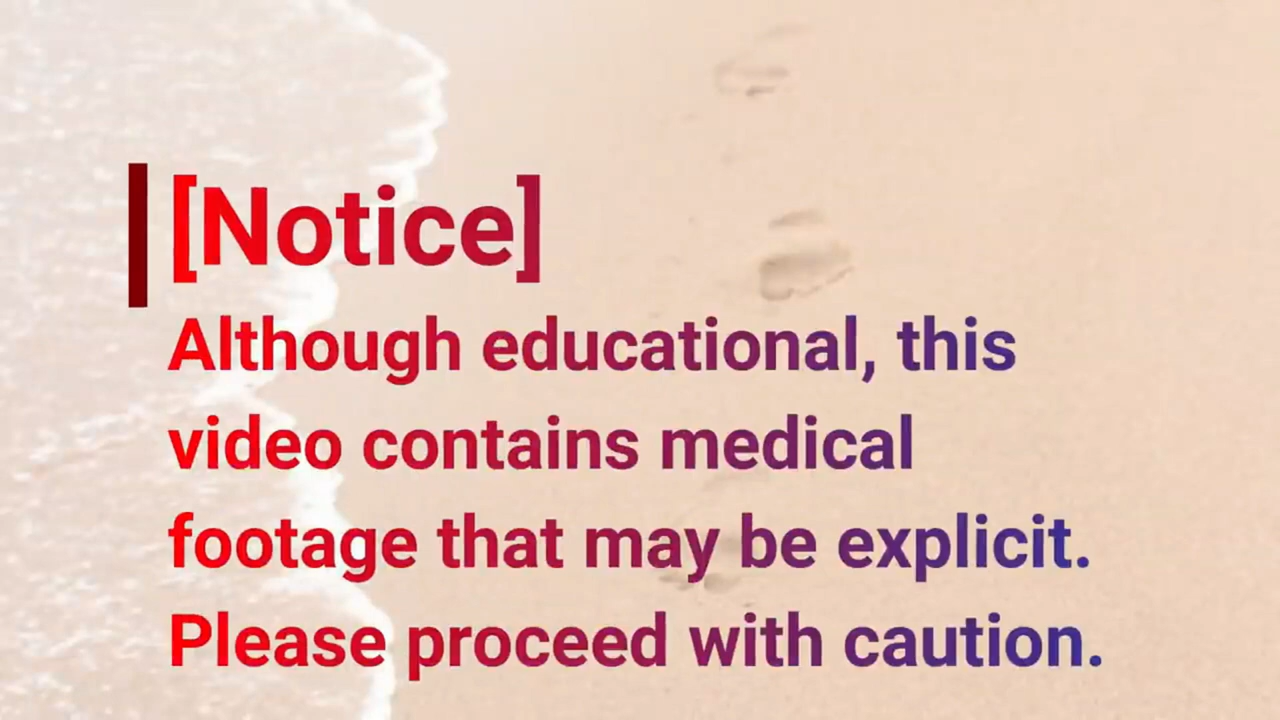 [Notice]
Although educational, this
video contains medical
footage that may be explicit.
Please proceed with caution.